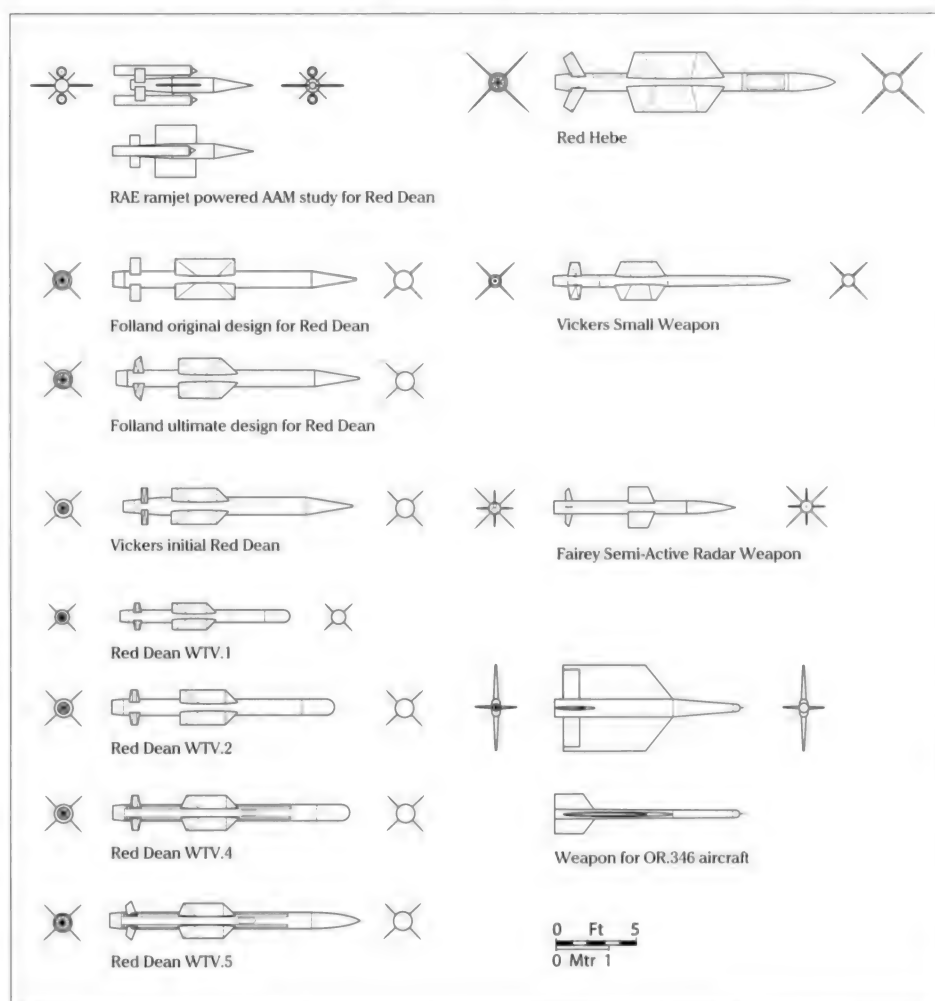 RAE ramjet powered AAM study for Red Dean
Red Hebe
Folland original design for Red Dean
Vickers Small Weapon
Folland ultimate design for Red Dean
Vickers initial Red Dean
Fairey Semi-Active Radar Weapon
Red Dean WTV.1
Red Dean WTV.2
Red Dean WTV.4
Weapon for OR.346 aircraft
Red Dean WTV.5
0 Ft 5
0 Mtr 1